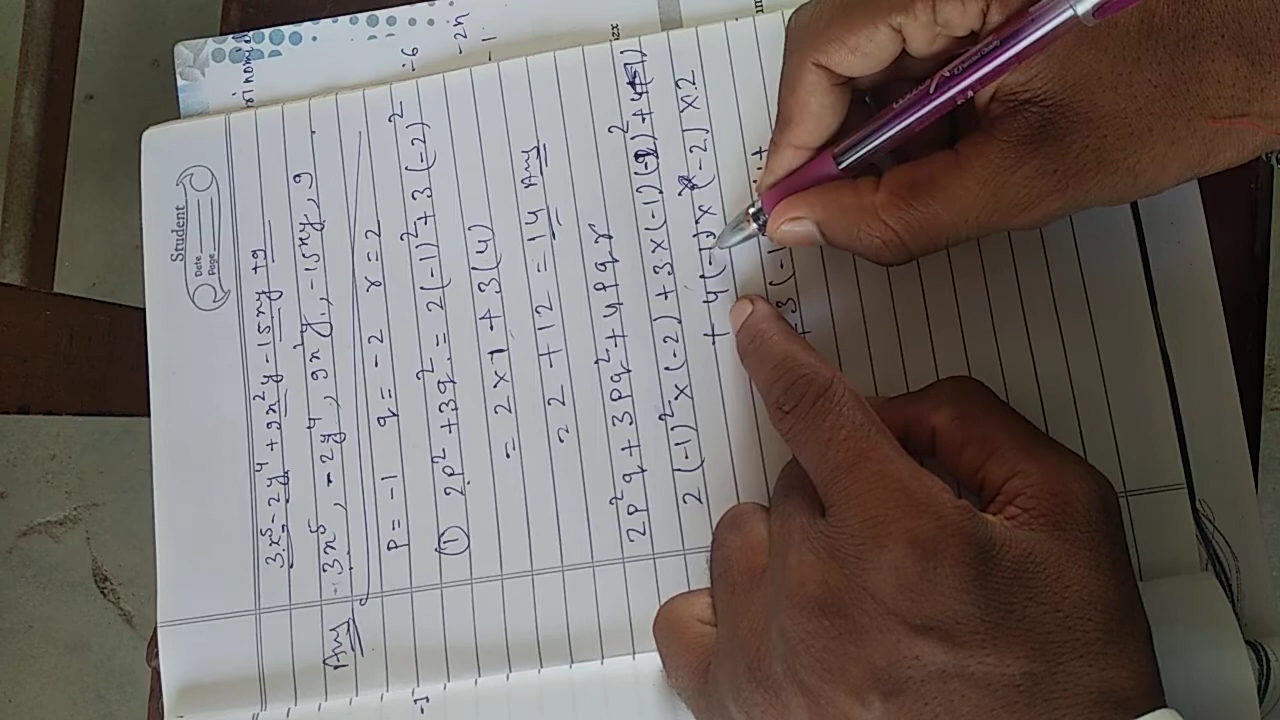 Student
Date
Page
3x⁵ - 2y⁴ + 9x²y - 15xy + 9
Ans - 3x⁵, -2y⁴, 9x²y, -15xy, 9
P = -1 q = -2 r = 2
① 2P² + 3q² = 2(-1)² + 3(-2)²
= 2×1 + 3(4)
= 2 + 12 = 14 Ans
2P²q + 3Pq² + 4Pqr
2(-1)² × (-2) + 3×(-1)(-2)²
+ 4(-1) × (-2) × 2